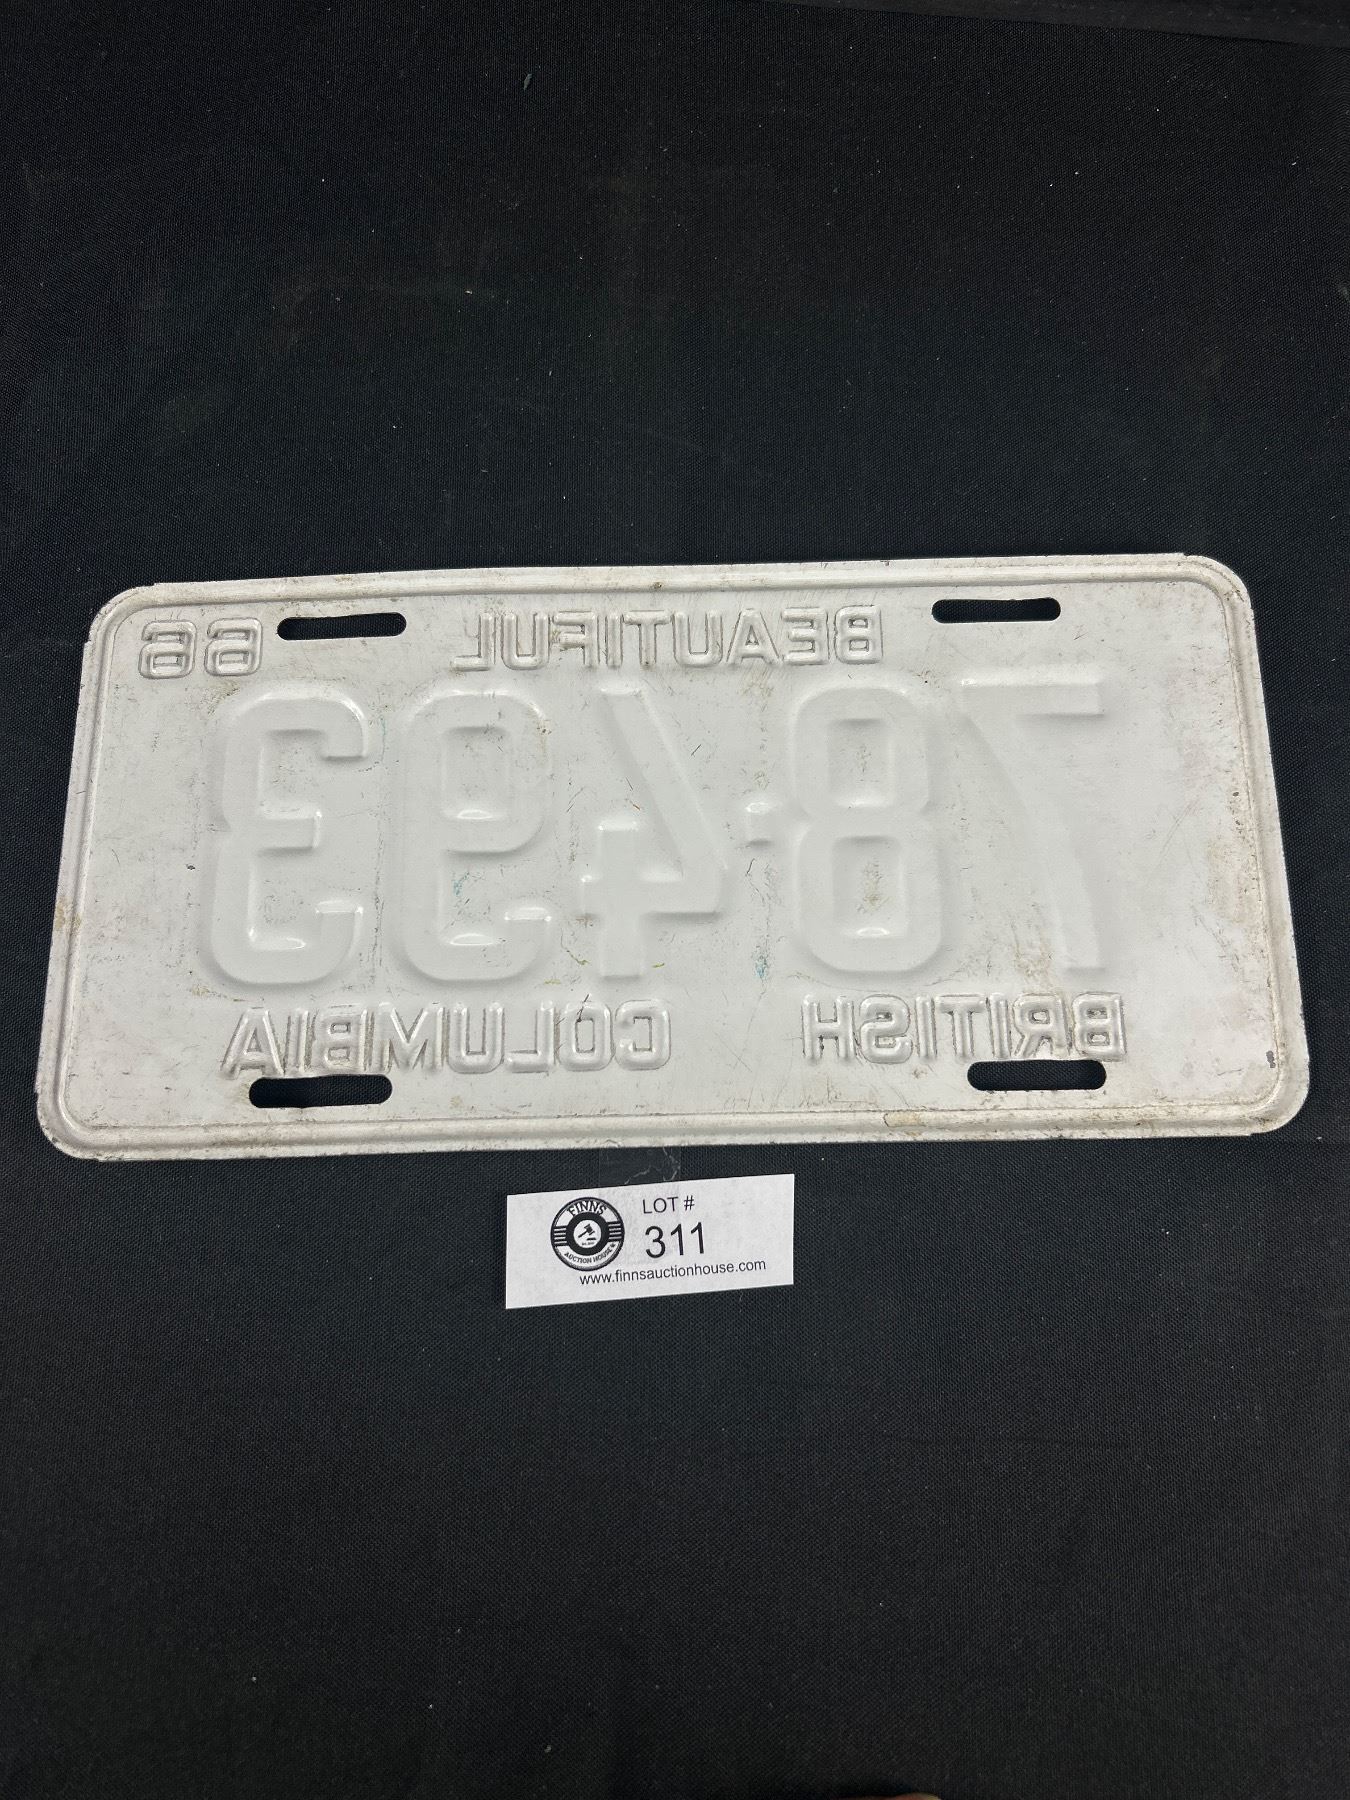 BEAUTIFUL 66
78·493
BRITISH COLUMBIA
FINNS
AUCTION HOUSE
LOT #
311
www.finnsauctionhouse.com